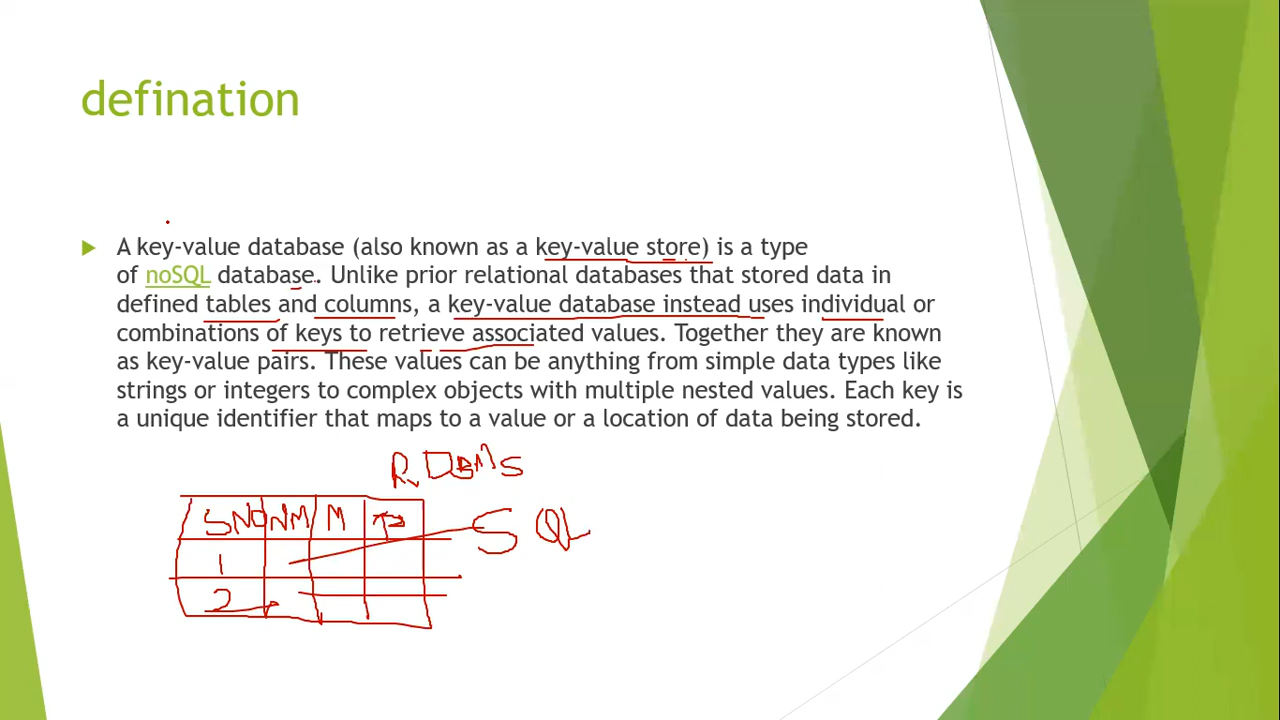 defination
A key-value database (also known as a key-value store) is a type
of noSQL database. Unlike prior relational databases that stored data in
defined tables and columns, a key-value database instead uses individual or
combinations of keys to retrieve associated values. Together they are known
as key-value pairs. These values can be anything from simple data types like
strings or integers to complex objects with multiple nested values. Each key is
a unique identifier that maps to a value or a location of data being stored.
RDBMS
SNO NM M
SQL
1
2